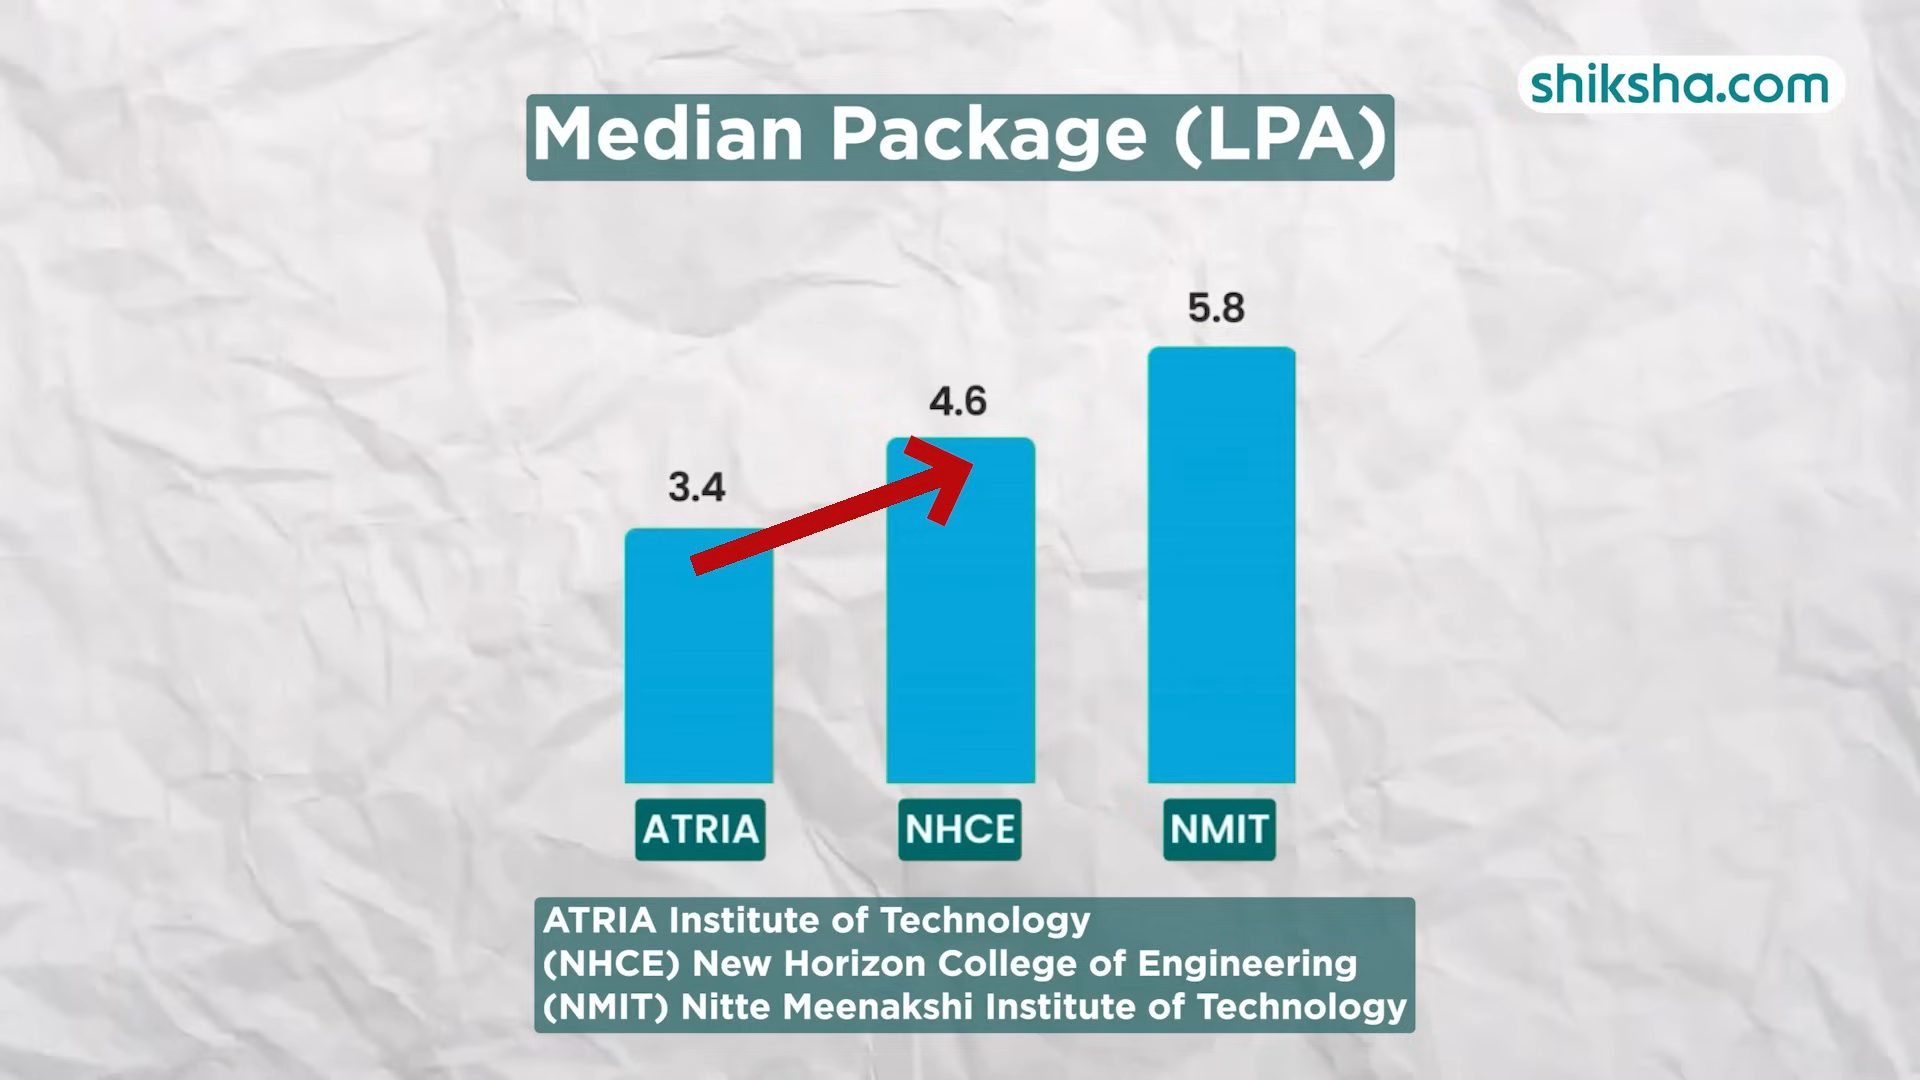 shiksha.com
Median Package (LPA)
5.8
4.6
3.4
ATRIA
NHCE
NMIT
ATRIA Institute of Technology
(NHCE) New Horizon College of Engineering
(NMIT) Nitte Meenakshi Institute of Technology